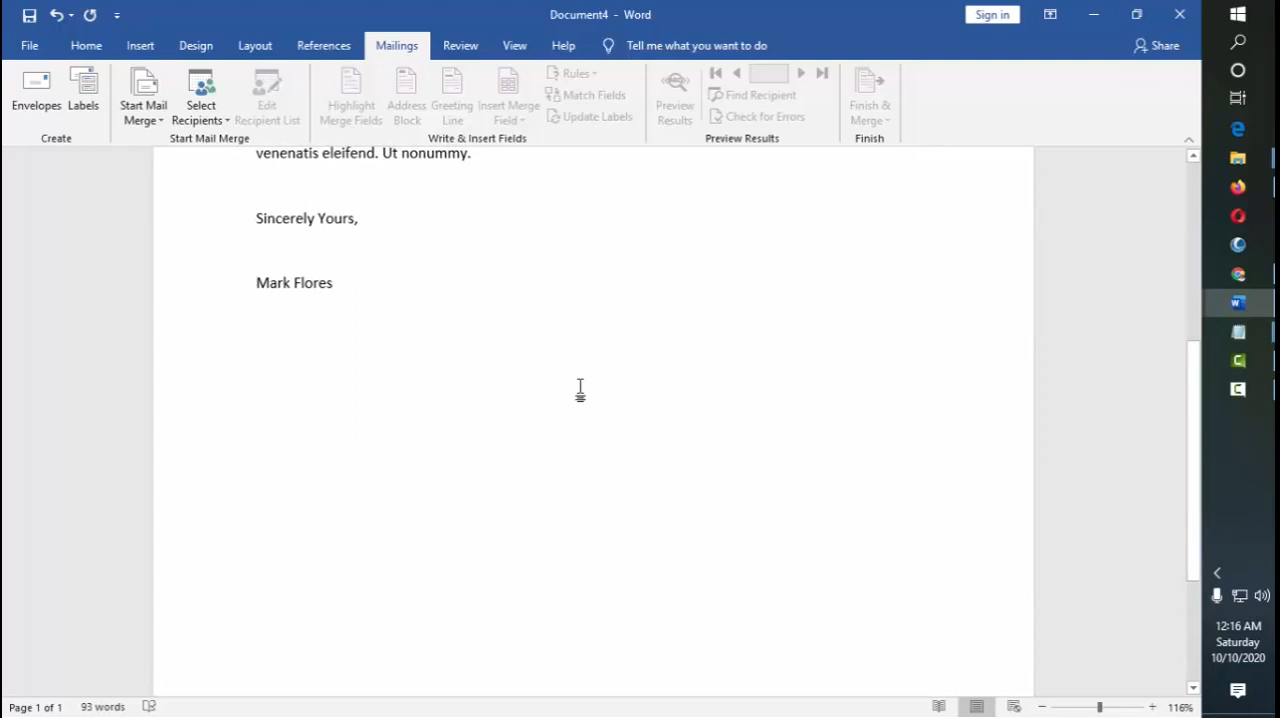 Document4 - Word
Sign in
File Home Insert Design Layout References Mailings Review View Help Tell me what you want to do Share
Envelopes Labels
Create
Start Mail Merge
Select Recipients
Edit Recipient List
Start Mail Merge
Highlight Merge Fields
Address Block
Greeting Line
Insert Merge Field
Rules
Match Fields
Update Labels
Write & Insert Fields
Preview Results
Find Recipient
Check for Errors
Preview Results
Finish & Merge
Finish
venenatis eleifend. Ut nonummy.
Sincerely Yours,
Mark Flores
12:16 AM
Saturday
10/10/2020
Page 1 of 1 93 words 116%